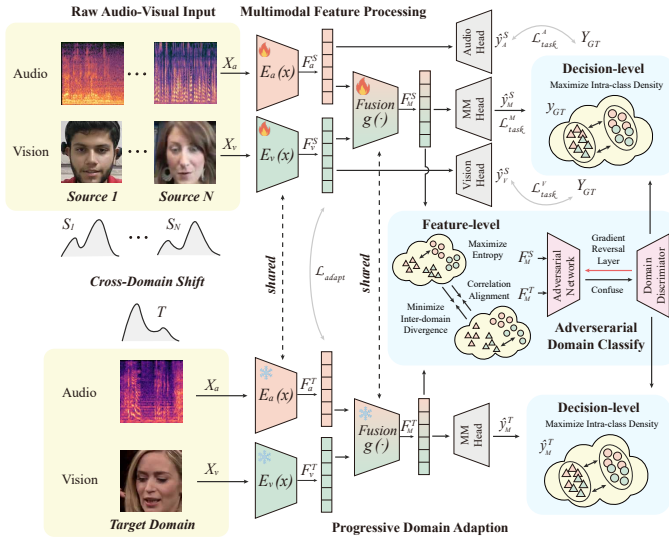 Raw Audio-Visual Input
Multimodal Feature Processing
Audio
X_a
E_a(x)
F_a^S
Audio Head
ŷ_A^S
L_task^A
Y_GT
Vision
X_v
E_v(x)
F_v^S
Fusion
g(·)
F_M^S
MM Head
ŷ_M^S
L_task^M
Vision Head
ŷ_V^S
L_task^V
Y_GT
Source 1
Source N
Decision-level
Maximize Intra-class Density
y_GT
S_1
S_N
Cross-Domain Shift
T
shared
L_adapt
shared
Feature-level
Maximize
Entropy
Correlation
Alignment
Minimize
Inter-domain
Divergence
F_M^S
F_M^T
Adversarial
Network
Gradient
Reversal
Layer
Confuse
Domain
Discrimiator
Adverserarial
Domain Classify
Audio
X_a
E_a(x)
F_a^T
Vision
X_v
E_v(x)
F_v^T
Fusion
g(·)
F_M^T
MM
Head
ŷ_M^T
Decision-level
Maximize Intra-class Density
ŷ_M^T
Target Domain
Progressive Domain Adaption